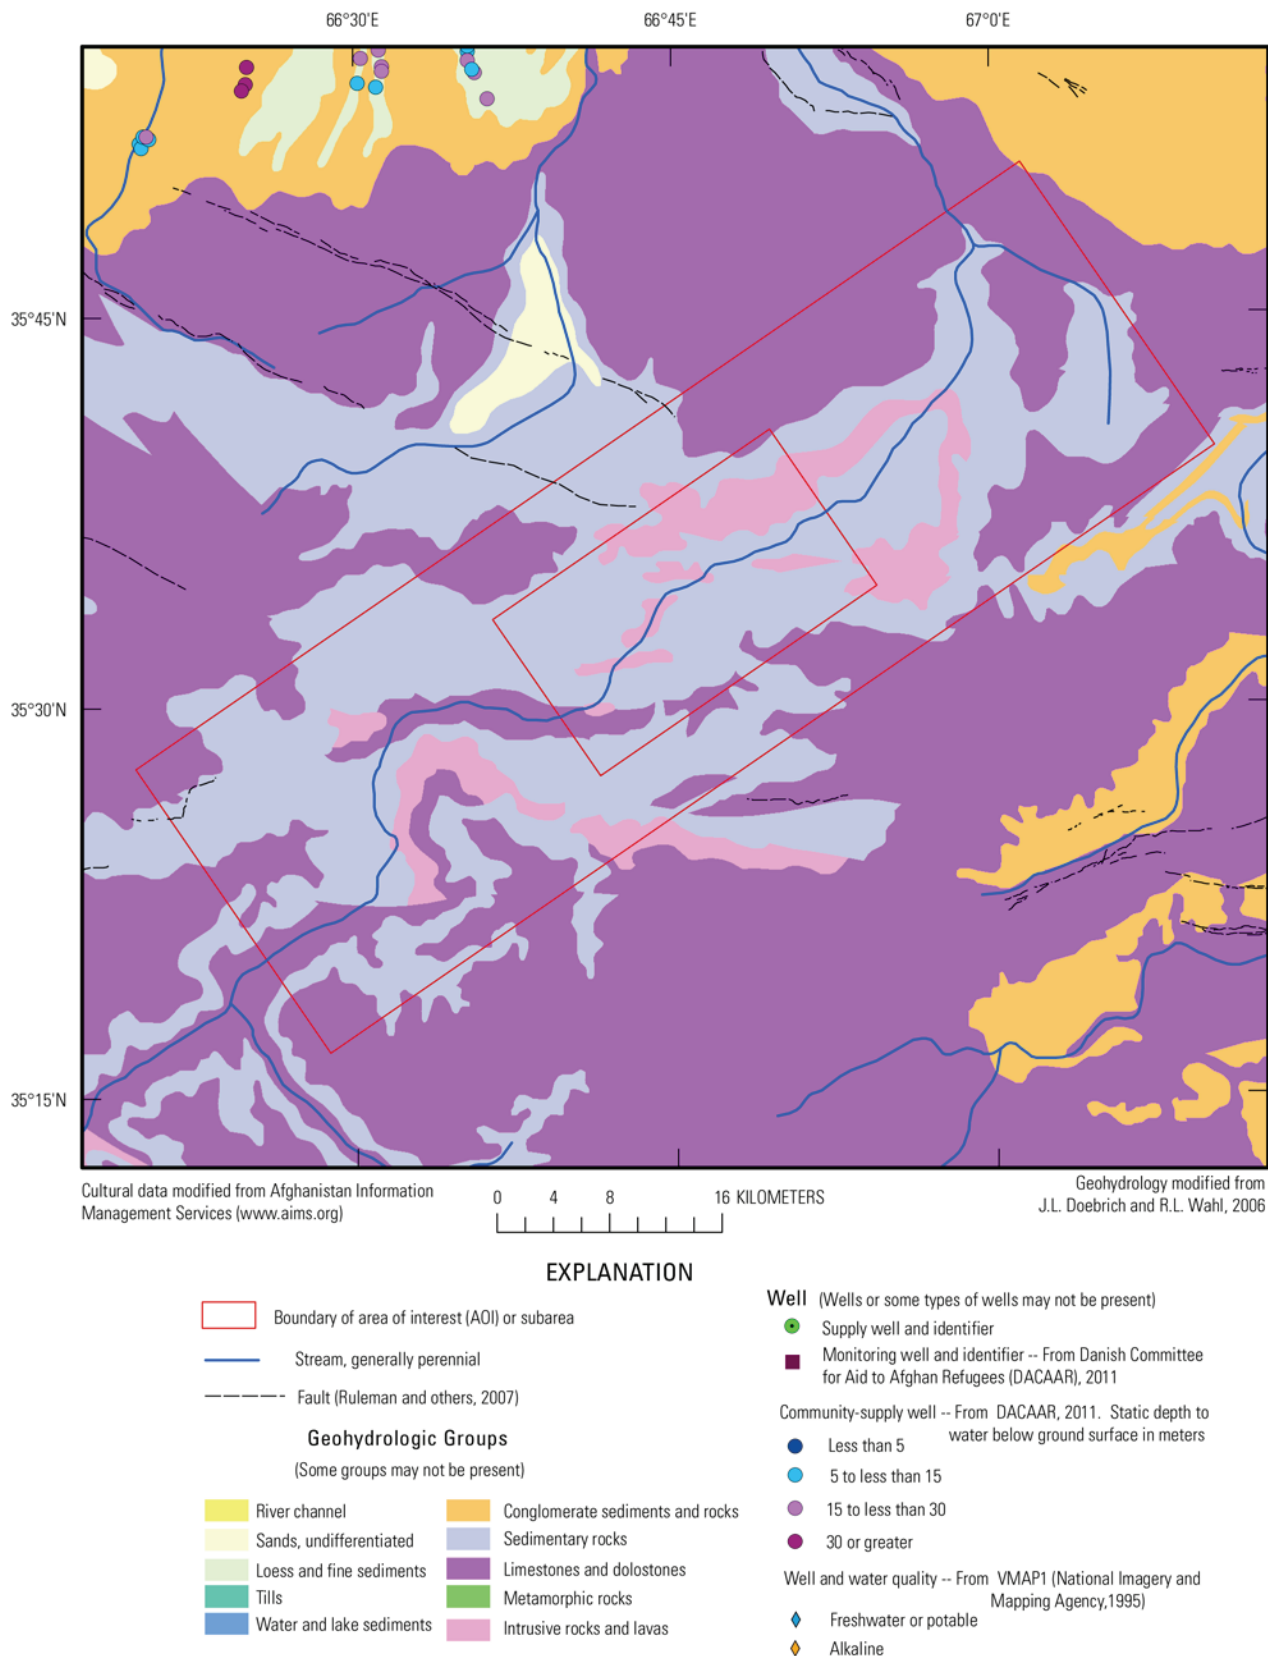 66°30'E
66°45'E
67°0'E
35°45'N
35°30'N
35°15'N
Cultural data modified from Afghanistan Information
Management Services (www.aims.org)
0 4 8 16 KILOMETERS
Geohydrology modified from
J.L. Doebrich and R.L. Wahl, 2006
EXPLANATION
Boundary of area of interest (AOI) or subarea
Stream, generally perennial
Fault (Ruleman and others, 2007)
Geohydrologic Groups
(Some groups may not be present)
River channel
Sands, undifferentiated
Loess and fine sediments
Tills
Water and lake sediments
Conglomerate sediments and rocks
Sedimentary rocks
Limestones and dolostones
Metamorphic rocks
Intrusive rocks and lavas
Well (Wells or some types of wells may not be present)
Supply well and identifier
Monitoring well and identifier -- From Danish Committee
for Aid to Afghan Refugees (DACAAR), 2011
Community-supply well -- From DACAAR, 2011. Static depth to
water below ground surface in meters
Less than 5
5 to less than 15
15 to less than 30
30 or greater
Well and water quality -- From VMAP1 (National Imagery and
Mapping Agency,1995)
Freshwater or potable
Alkaline